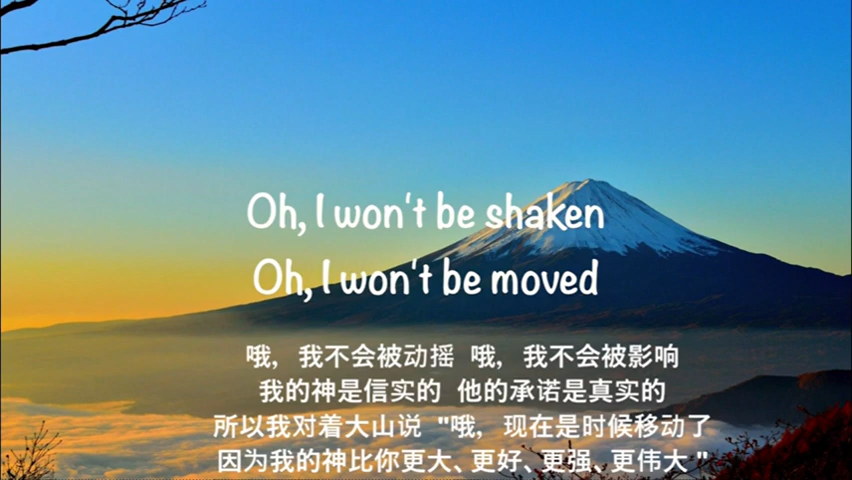 Oh, I won't be shaken
Oh, I won't be moved
哦，我不会被动摇 哦，我不会被影响
我的神是信实的 他的承诺是真实的
所以我对着大山说 "哦，现在是时候移动了
因为我的神比你更大、更好、更强、更伟大 "